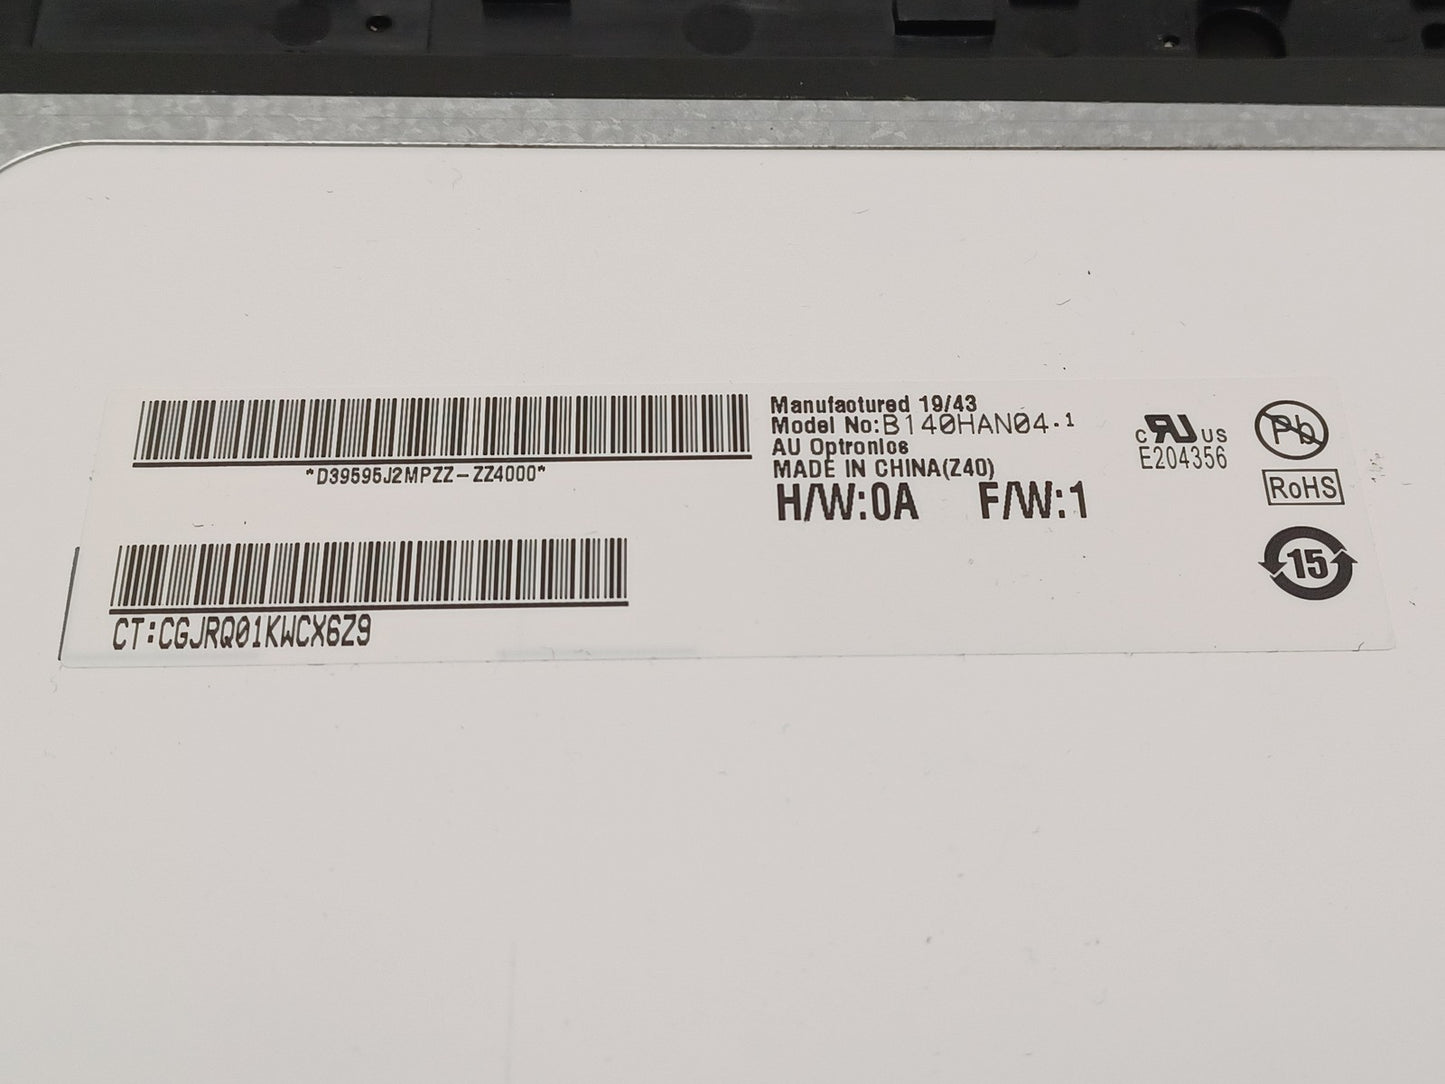 *D39595J2MPZZ-ZZ4000*
CT:CGJRQ01KWCX6Z9
Manufactured 19/43
Model No:B140HAN04.1
AU Optronics
MADE IN CHINA(Z40)
H/W:0A F/W:1
c RU US
E204356
Pb
RoHS
15